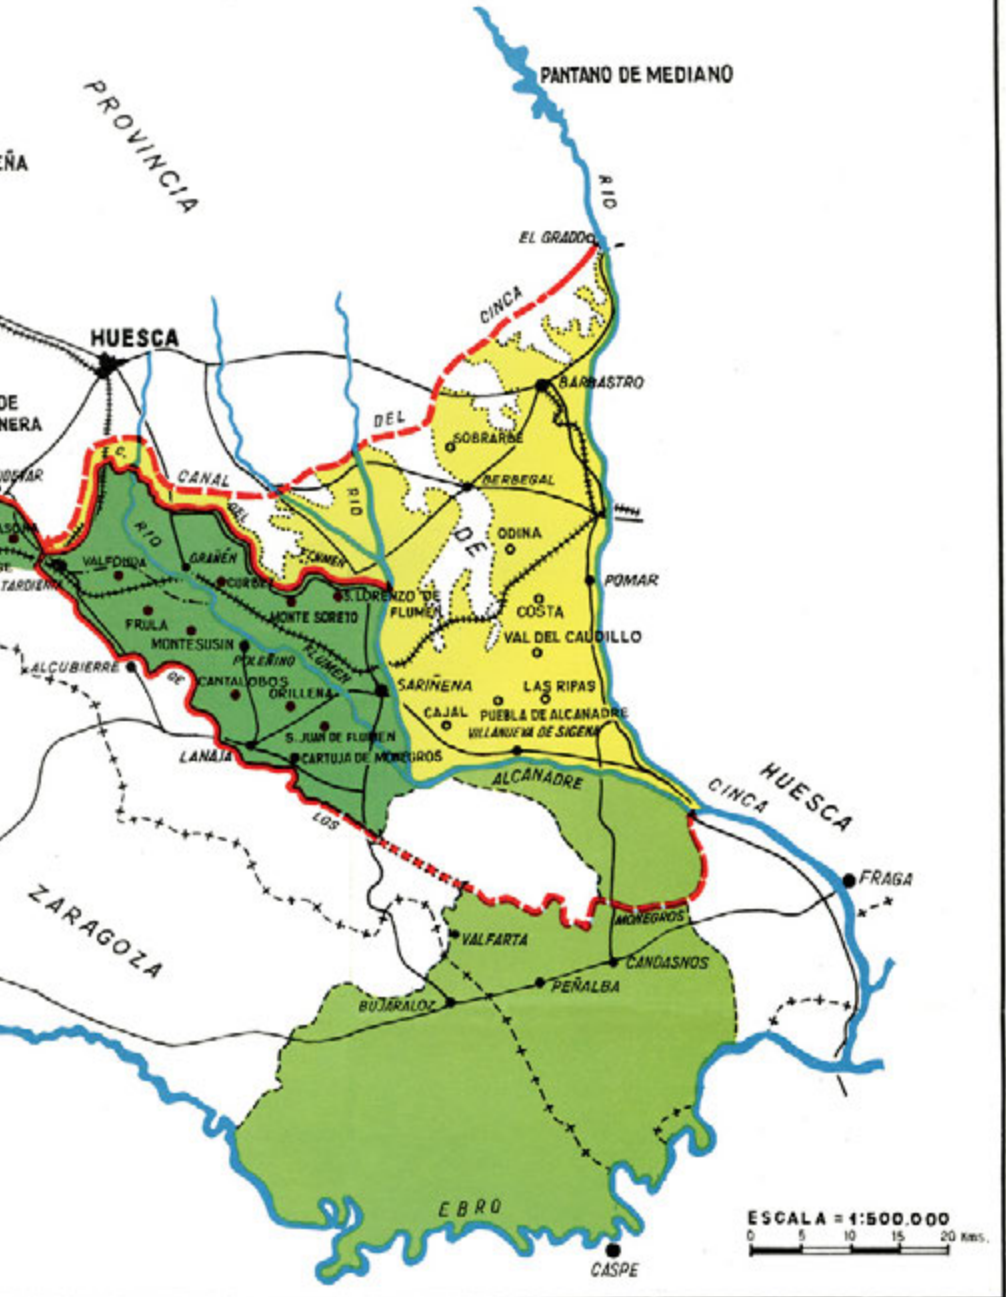 PANTANO DE MEDIANO
PROVINCIA
EÑA
RIO
EL GRADO
CINCA
HUESCA
DE
NERA
DEL
BARBASTRO
SOBRARBE
C.
CANAL
BERBEGAL
DEL
RIO
DE
ODINA
RIO
FLUMEN
VALFONDA
GRAÑÉN
CURBE
TARDIENTA
POMAR
S. LORENZO DE
FLUMEN
COSTA
MONTE SORETO
FRULA
MONTESUSIN
VAL DEL CAUDILLO
POLEÑINO
FLUMEN
ALCUBIERRE
DE
CANTALOBOS
ORILLENA
SARIÑENA
LAS RIPAS
CAJAL
PUEBLA DE ALCANADRE
VILLANUEVA DE SIGENA
S. JUAN DE FLUMEN
LANAJA
CARTUJA DE MONEGROS
ALCANADRE
CINCA
HUESCA
LOS
FRAGA
ZARAGOZA
MONEGROS
VALFARTA
CANDASNOS
PEÑALBA
BUJARALOZ
EBRO
CASPE
ESCALA = 1:500.000
0 5 10 15 20 Kms.